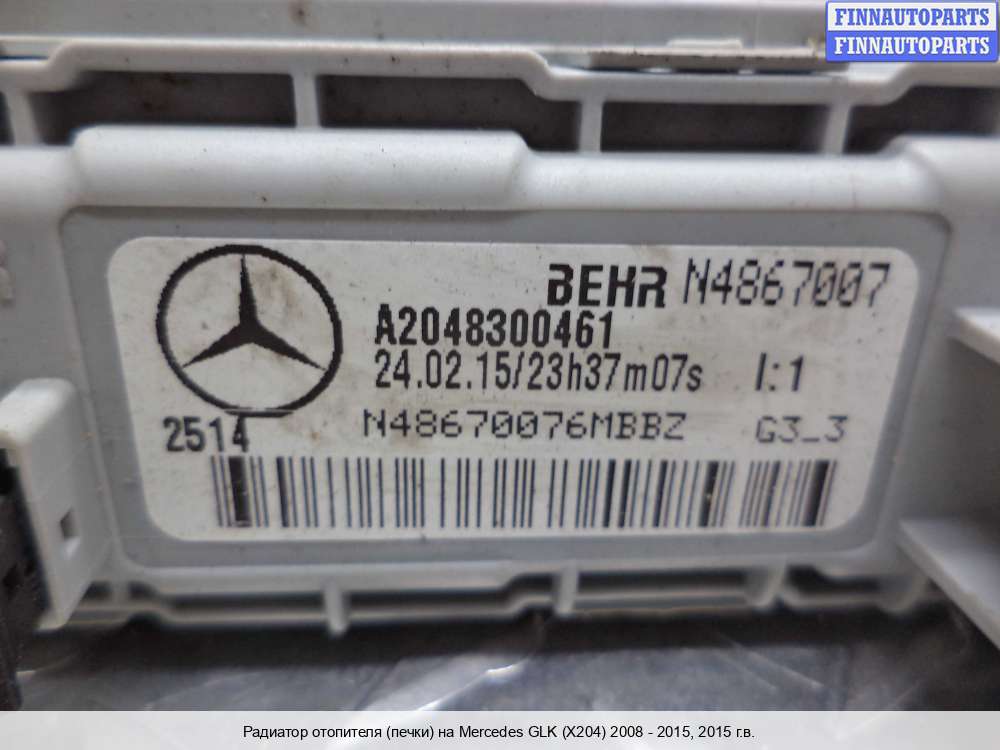 FINNAUTOPARTS
FINNAUTOPARTS
BEHR N4867007
A2048300461
24.02.15/23h37m07s I:1
2514 N48670076MBBZ G3_3
Радиатор отопителя (печки) на Mercedes GLK (X204) 2008 - 2015, 2015 г.в.